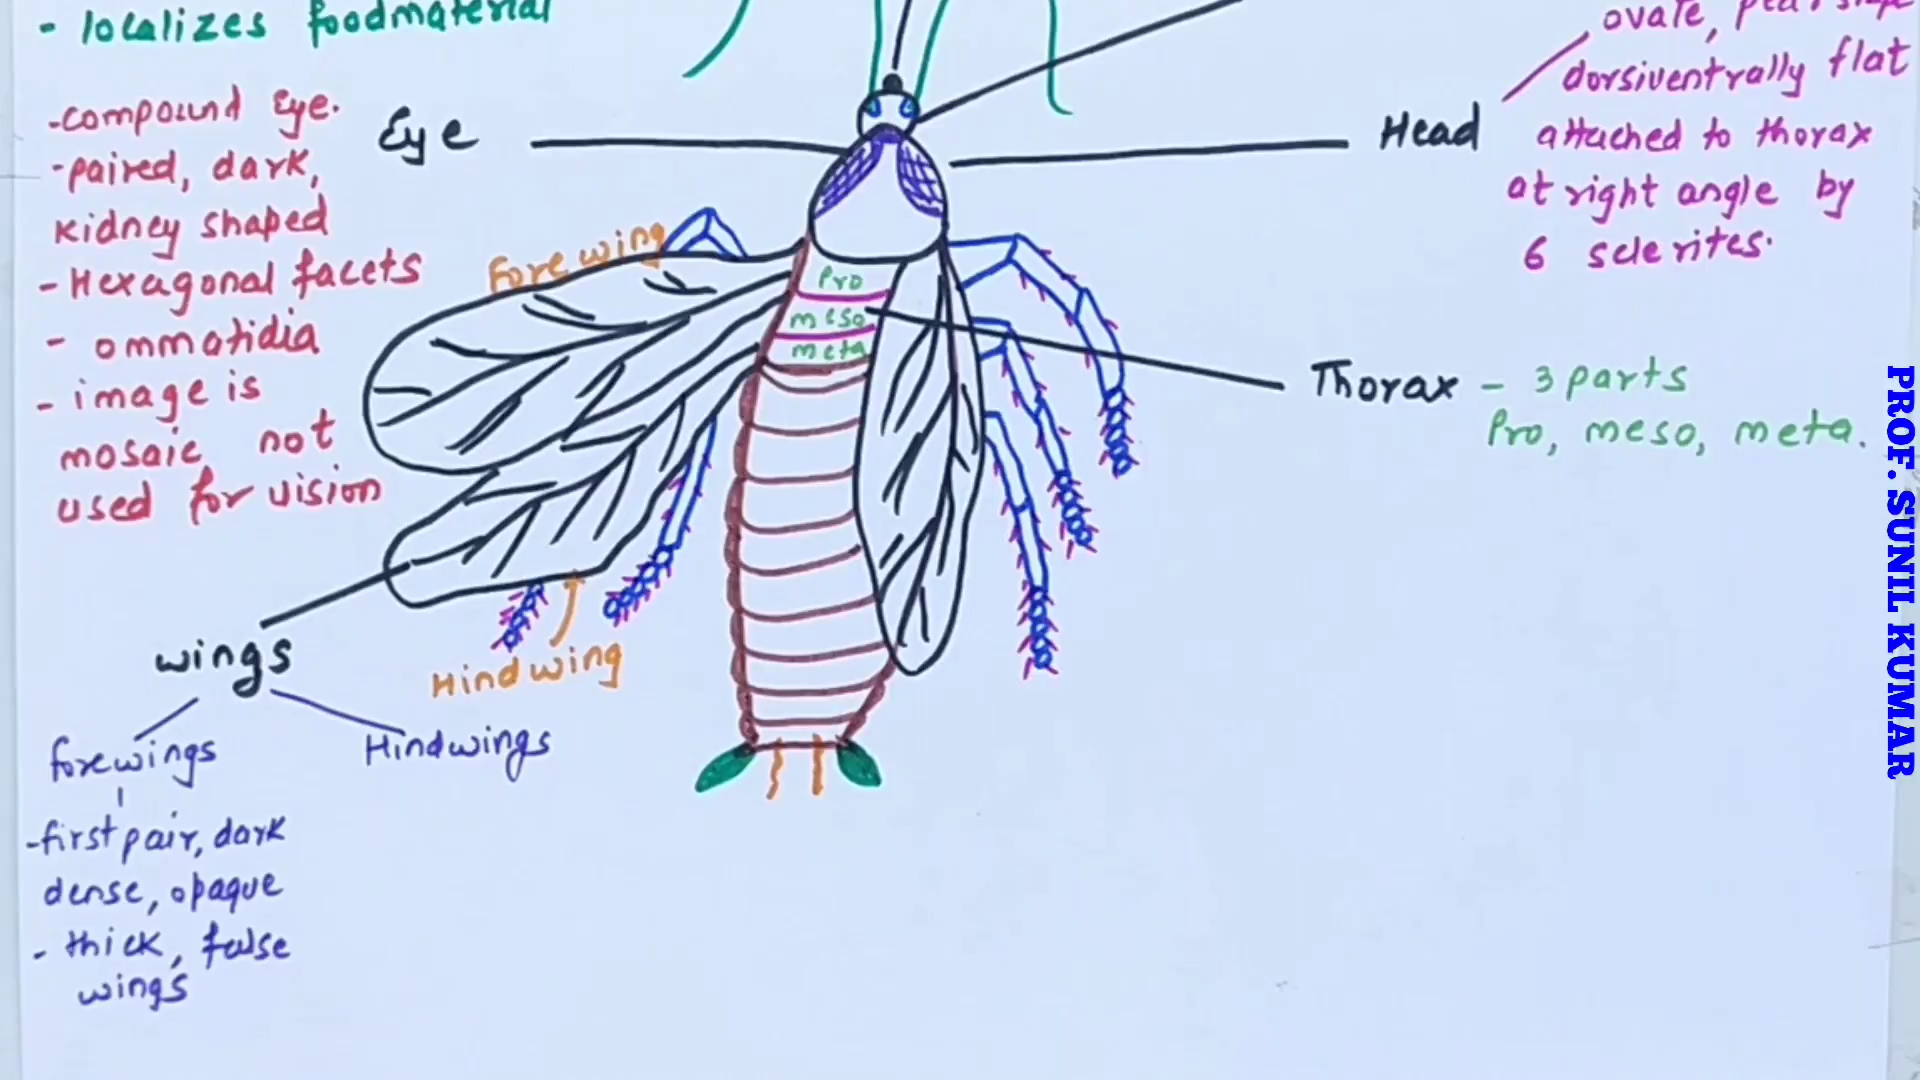 - localizes foodmaterial
- compound Eye.
- paired, dark,
kidney shaped
- Hexagonal facets
- ommatidia
- image is
mosaic not
used for vision
Eye
Fore wing
Pro
meso
meta
Head
ovate,
dorsiventrally flat
attached to thorax
at right angle by
6 sclerites.
Thorax - 3 parts
Pro, meso, meta.
wings
Hindwing
forewings
Hindwings
- first pair, dark
dense, opaque
- thick, false
wings
PROF. SUNIL KUMAR